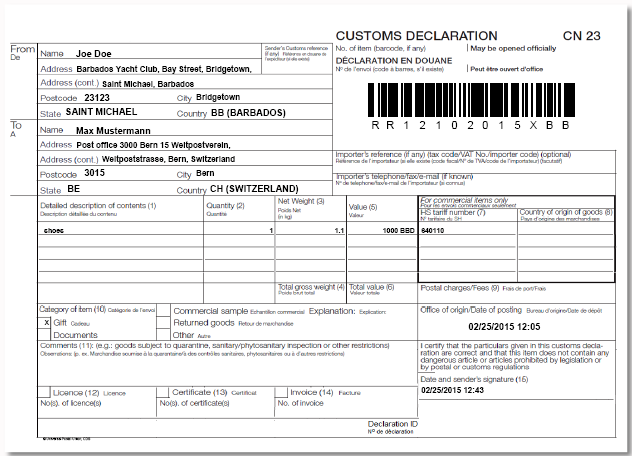 CUSTOMS DECLARATION CN 23
From
De
Name Joe Doe
Sender's Customs reference
(if any) Référence en douane de
l'expéditeur (si elle existe)
No. of item (barcode, if any) May be opened officially
Address Barbados Yacht Club, Bay Street, Bridgetown,
DÉCLARATION EN DOUANE
N° de l'envoi (code à barres, s'il existe) Peut être ouvert d'office
Address (cont.) Saint Michael, Barbados
Postcode 23123 City Bridgetown
State SAINT MICHAEL Country BB (BARBADOS)
RR12102015XBB
To
A
Name Max Mustermann
Address Post office 3000 Bern 15 Weltpostverein,
Address (cont.) Weltpoststrasse, Bern, Switzerland
Importer's reference (if any) (tax code/VAT No./importer code) (optional)
Référence de l'importateur (si elle existe) (code fiscal/N° de TVA/code de l'importateur) (facultatif)
Postcode 3015 City Bern
Importer's telephone/fax/e-mail (if known)
N° de téléphone/fax/e-mail de l'importateur (si connus)
State BE Country CH (SWITZERLAND)
Detailed description of contents (1)
Description détaillée du contenu
Quantity (2)
Quantité
Net Weight (3)
Poids Net
(in kg)
Value (5)
Valeur
For commercial items only
Pour les envois commerciaux seulement
HS tariff number (7)
N° tarifaire du SH
Country of origin of goods (8)
Pays d'origine des marchandises
shoes 1 1.1 1000 BBD 640110
Total gross weight (4)
Poids brut total
Total value (6)
Valeur totale
Postal charges/Fees (9) Frais de port/Frais
Category of item (10) Catégorie de l'envoi
Commercial sample Echantillon commercial Explanation: Explication:
X Gift Cadeau
Returned goods Retour de marchandise
Documents
Other Autre
Office of origin/Date of posting Bureau d'origine/Date de dépôt
02/25/2015 12:05
Comments (11): (e.g.: goods subject to quarantine, sanitary/phytosanitary inspection or other restrictions)
Observations: (p. ex. Marchandise soumise à la quarantaine/à des contrôles sanitaires, phytosanitaires ou à d'autres restrictions)
I certify that the particulars given in this customs decla-
ration are correct and that this item does not contain any
dangerous article or articles prohibited by legislation or
by postal or customs regulations
Date and sender's signature (15)
02/25/2015 12:43
Licence (12) Licence
No(s). of licence(s)
Certificate (13) Certificat
No(s). of certificate(s)
Invoice (14) Facture
No. of invoice
Declaration ID
N° de déclaration